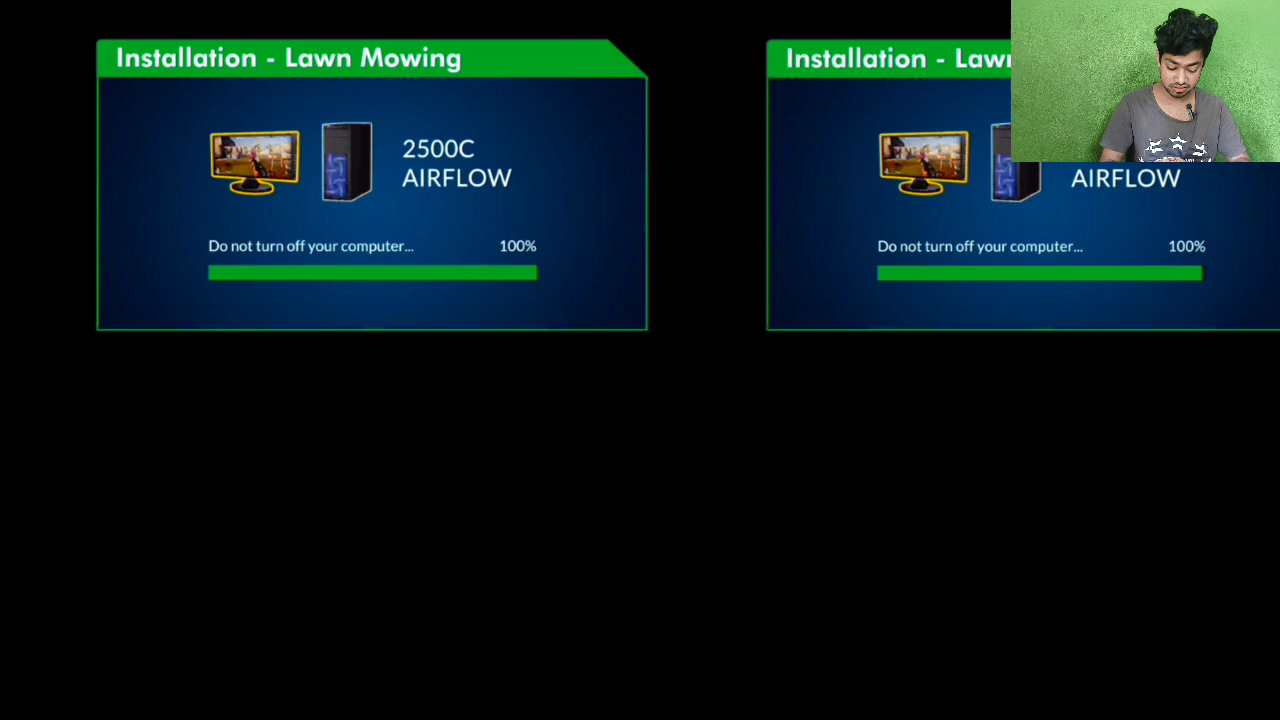 Installation - Lawn Mowing
2500C
AIRFLOW
Do not turn off your computer... 100%
Installation -
AIRFLOW
Do not turn off your computer... 100%